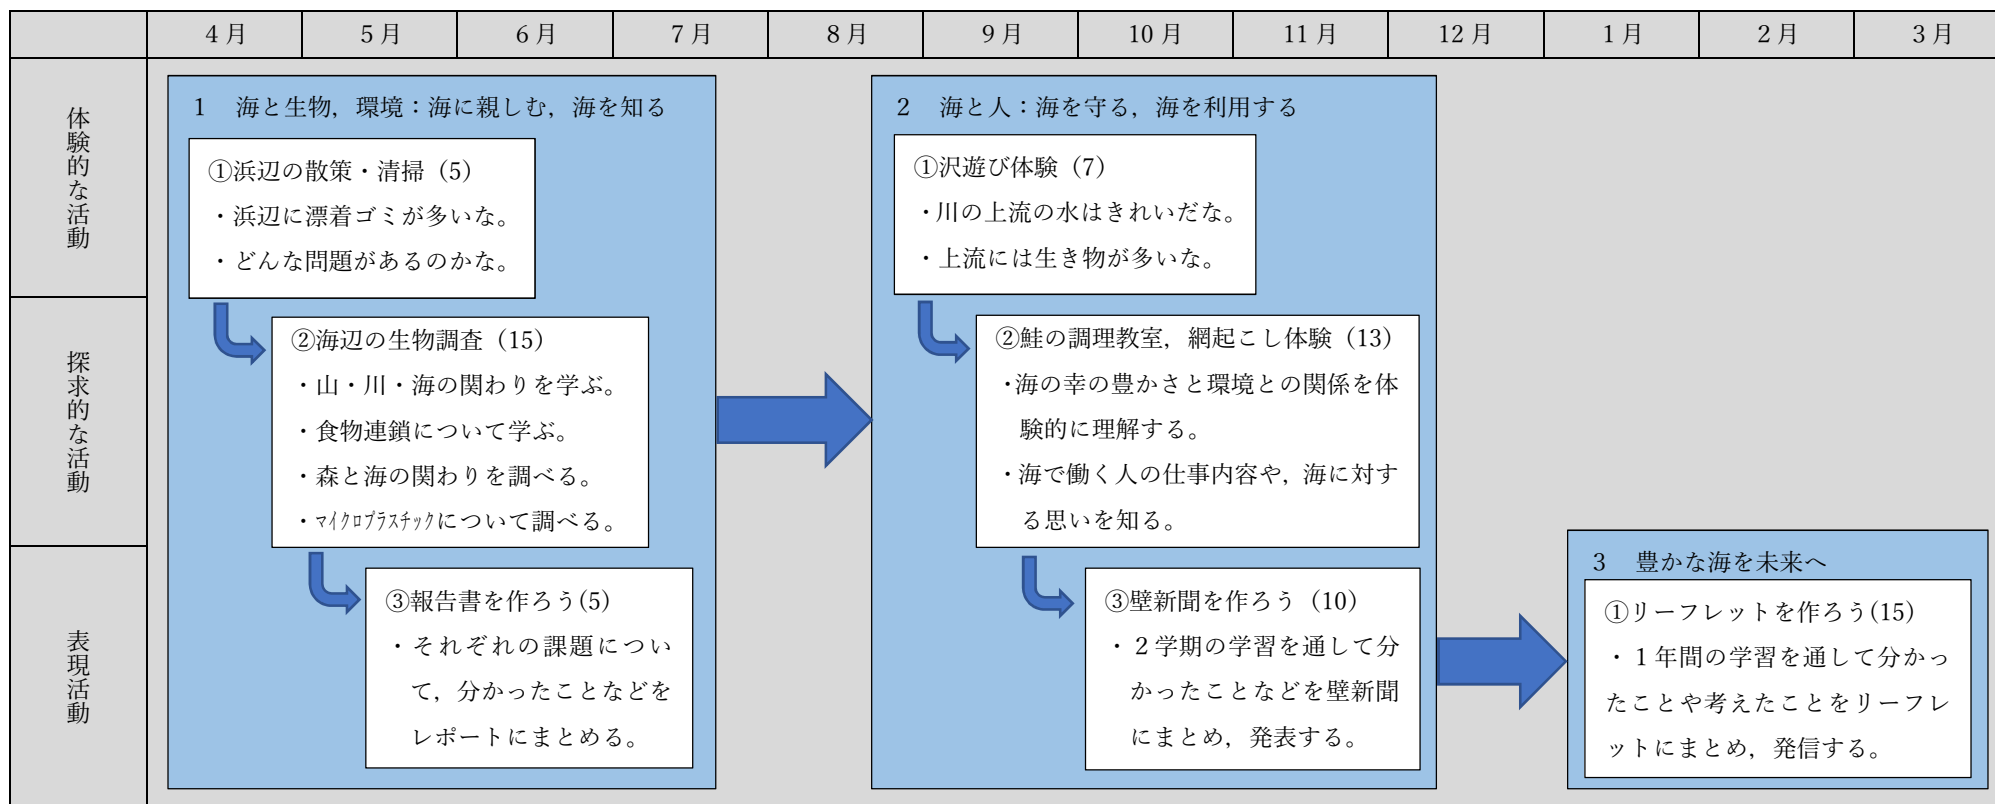 4月 5月 6月 7月 8月 9月 10月 11月 12月 1月 2月 3月
体験的な活動
探求的な活動
表現活動
1 海と生物，環境：海に親しむ，海を知る
①浜辺の散策・清掃（5）
・浜辺に漂着ゴミが多いな。
・どんな問題があるのかな。
②海辺の生物調査（15）
・山・川・海の関わりを学ぶ。
・食物連鎖について学ぶ。
・森と海の関わりを調べる。
・ﾏｲｸﾛﾌﾟﾗｽﾁｯｸについて調べる。
③報告書を作ろう(5)
・それぞれの課題につい
て，分かったことなどを
レポートにまとめる。
2 海と人：海を守る，海を利用する
①沢遊び体験（7）
・川の上流の水はきれいだな。
・上流には生き物が多いな。
②鮭の調理教室，網起こし体験（13）
・海の幸の豊かさと環境との関係を体
験的に理解する。
・海で働く人の仕事内容や，海に対す
る思いを知る。
③壁新聞を作ろう（10）
・２学期の学習を通して分
かったことなどを壁新聞
にまとめ，発表する。
3 豊かな海を未来へ
①リーフレットを作ろう(15)
・１年間の学習を通して分かっ
たことや考えたことをリーフレ
ットにまとめ，発信する。